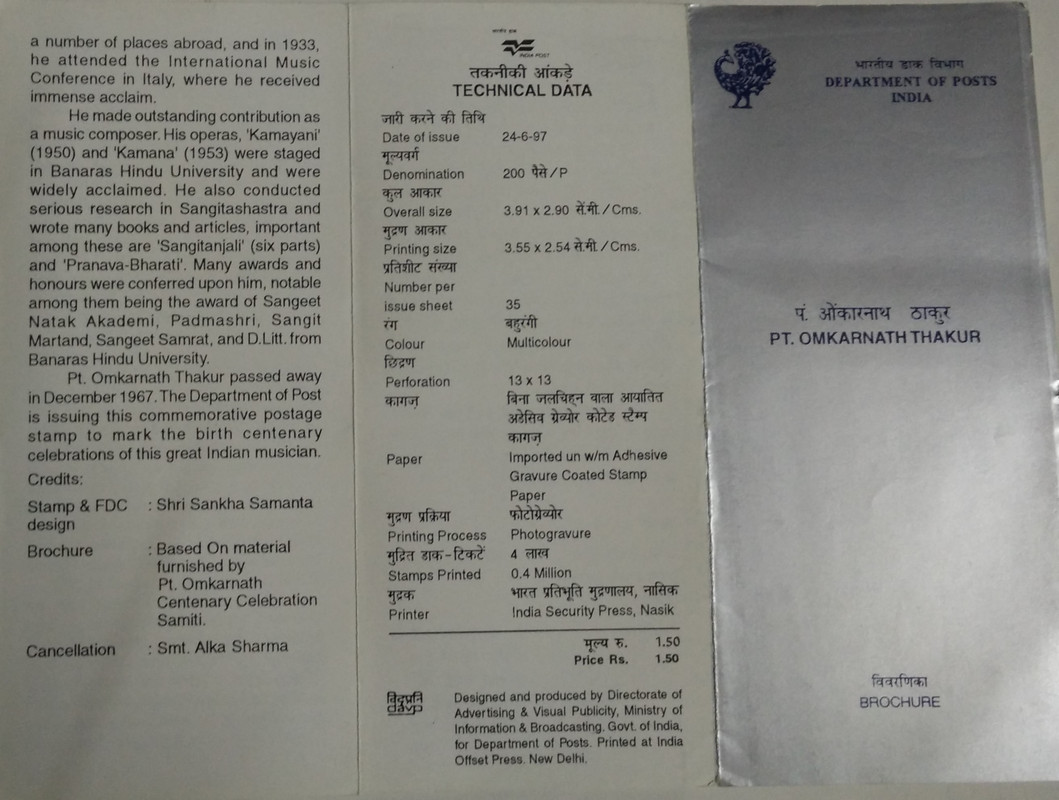 a number of places abroad, and in 1933,
he attended the International Music
Conference in Italy, where he received
immense acclaim.
He made outstanding contribution as
a music composer. His operas, 'Kamayani'
(1950) and 'Kamana' (1953) were staged
in Banaras Hindu University and were
widely acclaimed. He also conducted
serious research in Sangitashastra and
wrote many books and articles, important
among these are 'Sangitanjali' (six parts)
and 'Pranava-Bharati'. Many awards and
honours were conferred upon him, notable
among them being the award of Sangeet
Natak Akademi, Padmashri, Sangit
Martand, Sangeet Samrat, and D.Litt. from
Banaras Hindu University.
Pt. Omkarnath Thakur passed away
in December 1967. The Department of Post
is issuing this commemorative postage
stamp to mark the birth centenary
celebrations of this great Indian musician.
Credits:
Stamp & FDC : Shri Sankha Samanta
design
Brochure : Based On material
furnished by
Pt. Omkarnath
Centenary Celebration
Samiti.
Cancellation : Smt. Alka Sharma
भारतीय डाक
INDIA POST
तकनीकी आंकड़े
TECHNICAL DATA
जारी करने की तिथि
Date of issue 24-6-97
मूल्यवर्ग
Denomination 200 पैसे/P
कुल आकार
Overall size 3.91 x 2.90 सें.मी./Cms.
मुद्रण आकार
Printing size 3.55 x 2.54 से.मी/Cms.
प्रतिशीट संख्या
Number per
issue sheet 35
रंग बहुरंगी
Colour Multicolour
छिद्रण
Perforation 13 x 13
कागज़ बिना जलचिह्न वाला आयातित
अडेसिव ग्रेव्योर कोटेड स्टैम्प
कागज़
Paper Imported un w/m Adhesive
Gravure Coated Stamp
Paper
मुद्रण प्रक्रिया फोटोग्रेव्योर
Printing Process Photogravure
मुद्रित डाक-टिकटें 4 लाख
Stamps Printed 0.4 Million
मुद्रक भारत प्रतिभूति मुद्रणालय, नासिक
Printer India Security Press, Nasik
मूल्य रु. 1.50
Price Rs. 1.50
विदृप्रनि
davp
Designed and produced by Directorate of
Advertising & Visual Publicity, Ministry of
Information & Broadcasting. Govt. of India,
for Department of Posts. Printed at India
Offset Press. New Delhi.
भारतीय डाक विभाग
DEPARTMENT OF POSTS
INDIA
पं. ओंकारनाथ ठाकुर
PT. OMKARNATH THAKUR
विवरणिका
BROCHURE